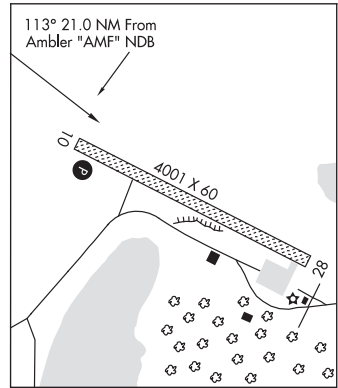 113° 21.0 NM From
Ambler "AMF" NDB
10
P
4001 X 60
28